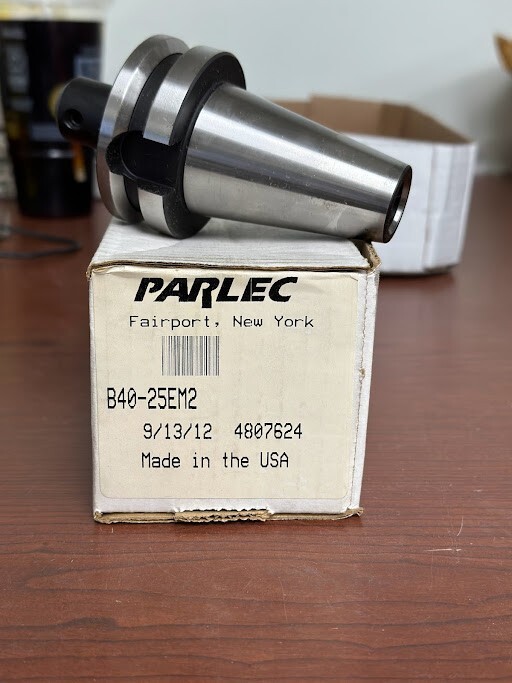 PARLEC
Fairport, New York
B40-25EM2
9/13/12 4807624
Made in the USA